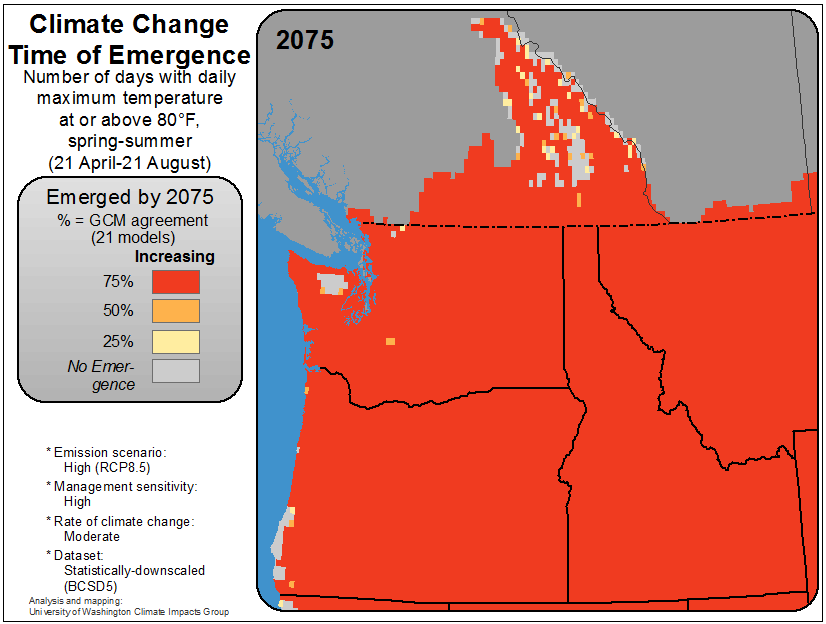 Climate Change
Time of Emergence
Number of days with daily
maximum temperature
at or above 80°F,
spring-summer
(21 April-21 August)
Emerged by 2075
% = GCM agreement
(21 models)
Increasing
75%
50%
25%
No Emer-
gence
* Emission scenario:
High (RCP8.5)
* Management sensitivity:
High
* Rate of climate change:
Moderate
* Dataset:
Statistically-downscaled
(BCSD5)
Analysis and mapping:
University of Washington Climate Impacts Group
2075